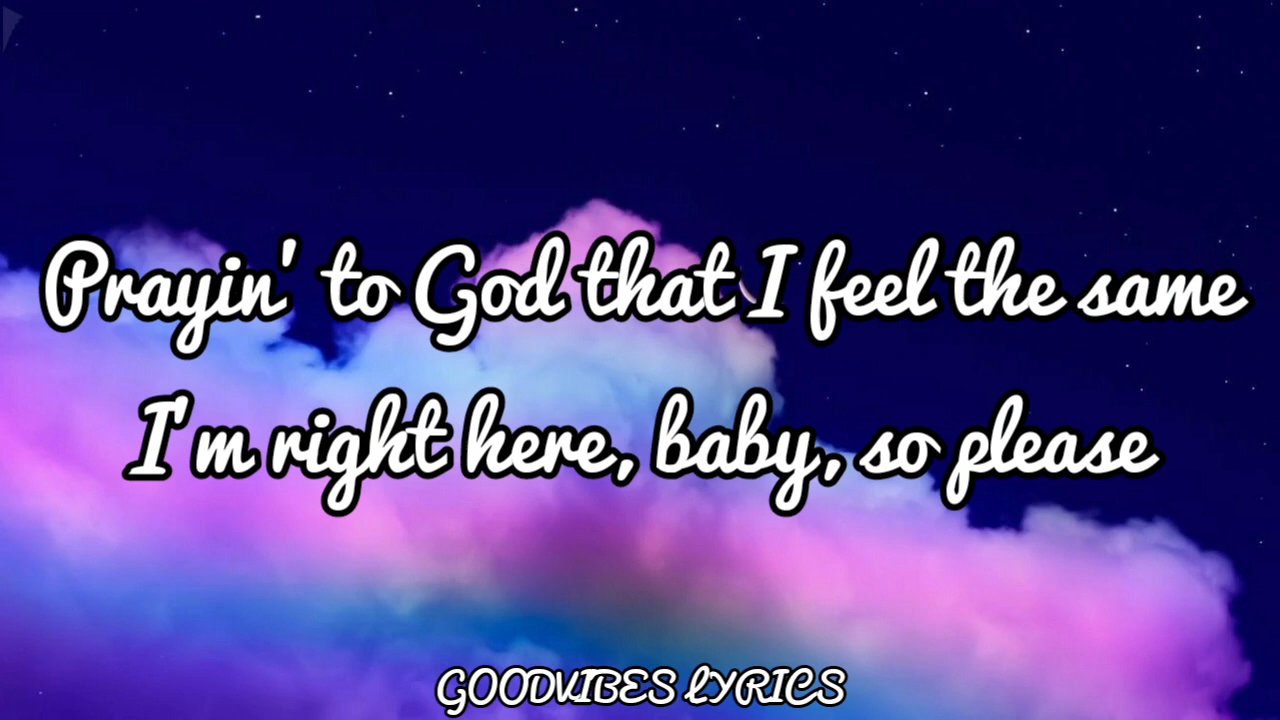 Prayin' to God that I feel the same
I'm right here, baby, so please
GOODVIBES LYRICS